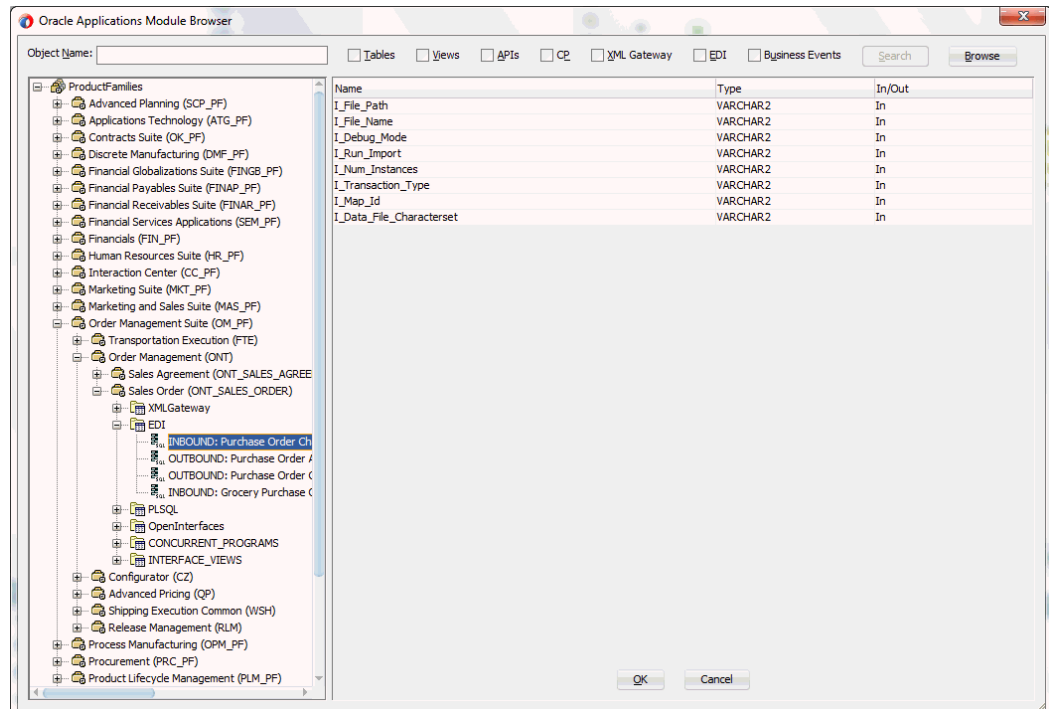 Oracle Applications Module Browser
Object Name: Tables Views APIs CP XML Gateway EDI Business Events Search Browse
ProductFamilies
Advanced Planning (SCP_PF)
Applications Technology (ATG_PF)
Contracts Suite (OK_PF)
Discrete Manufacturing (DMF_PF)
Financial Globalizations Suite (FINGB_PF)
Financial Payables Suite (FINAP_PF)
Financial Receivables Suite (FINAR_PF)
Financial Services Applications (SEM_PF)
Financials (FIN_PF)
Human Resources Suite (HR_PF)
Interaction Center (CC_PF)
Marketing Suite (MKT_PF)
Marketing and Sales Suite (MAS_PF)
Order Management Suite (OM_PF)
Transportation Execution (FTE)
Order Management (ONT)
Sales Agreement (ONT_SALES_AGREE
Sales Order (ONT_SALES_ORDER)
XMLGateway
EDI
INBOUND: Purchase Order Ch
OUTBOUND: Purchase Order A
OUTBOUND: Purchase Order C
INBOUND: Grocery Purchase O
PLSQL
OpenInterfaces
CONCURRENT_PROGRAMS
INTERFACE_VIEWS
Configurator (CZ)
Advanced Pricing (QP)
Shipping Execution Common (WSH)
Release Management (RLM)
Process Manufacturing (OPM_PF)
Procurement (PRC_PF)
Product Lifecycle Management (PLM_PF)
Name Type In/Out
I_File_Path VARCHAR2 In
I_File_Name VARCHAR2 In
I_Debug_Mode VARCHAR2 In
I_Run_Import VARCHAR2 In
I_Num_Instances VARCHAR2 In
I_Transaction_Type VARCHAR2 In
I_Map_Id VARCHAR2 In
I_Data_File_Characterset VARCHAR2 In
OK Cancel